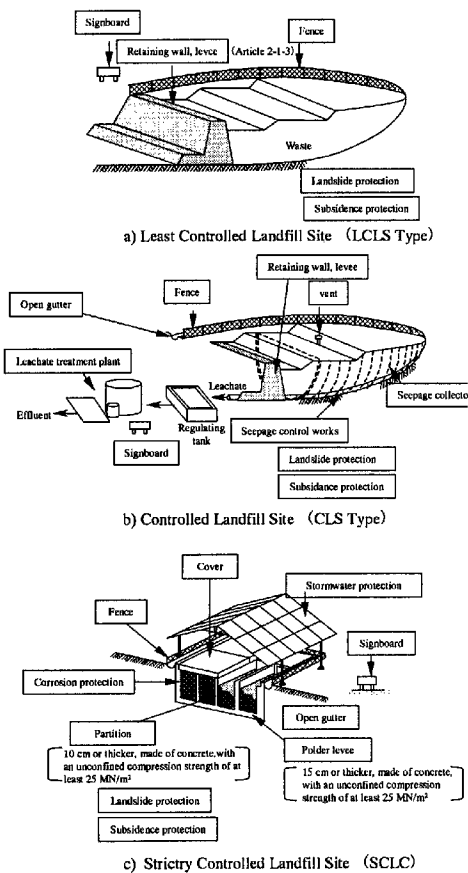 Signboard
Retaining wall, levee
(Article 2-1-3)
Fence
Waste
Landslide protection
Subsidence protection
a) Least Controlled Landfill Site (LCLS Type)
Retaining wall, levee
Fence
vent
Open gutter
Leachate treatment plant
Leachate
Seepage collecto
Effluent
Regulating
tank
Signboard
Seepage control works
Landslide protection
Subsidance protection
b) Controlled Landfill Site (CLS Type)
Cover
Stormwater protection
Fence
Signboard
Corrosion protection
Open gutter
Partition
Polder levee
10 cm or thicker, made of concrete,with
an unconfined compression strength of at
least 25 MN/m²
15 cm or thicker, made of concrete,
with an unconfined compression
strength of at least 25 MN/m²
Landslide protection
Subsidence protection
c) Strictry Controlled Landfill Site (SCLC)